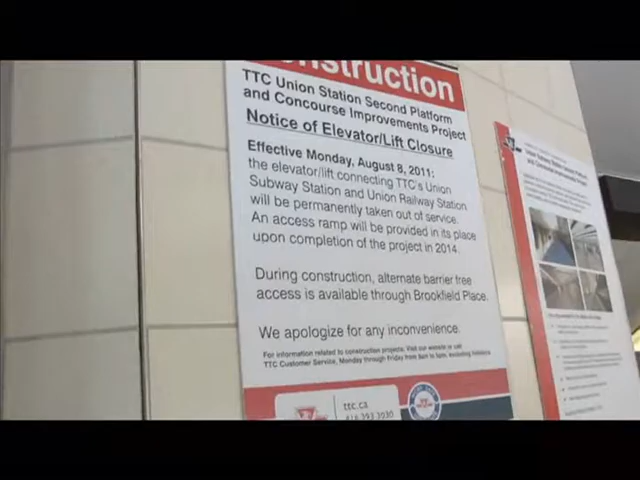 Construction
TTC Union Station Second Platform
and Concourse Improvements Project
Notice of Elevator/Lift Closure
Effective Monday, August 8, 2011:
the elevator/lift connecting TTC's Union
Subway Station and Union Railway Station
will be permanently taken out of service.
An access ramp will be provided in its place
upon completion of the project in 2014.
During construction, alternate barrier free
access is available through Brookfield Place.
We apologize for any inconvenience.
For information related to construction projects, visit our website or call
TTC Customer Service, Monday through Friday from 8am to 5pm, excluding holidays
ttc.ca
416 393 3030